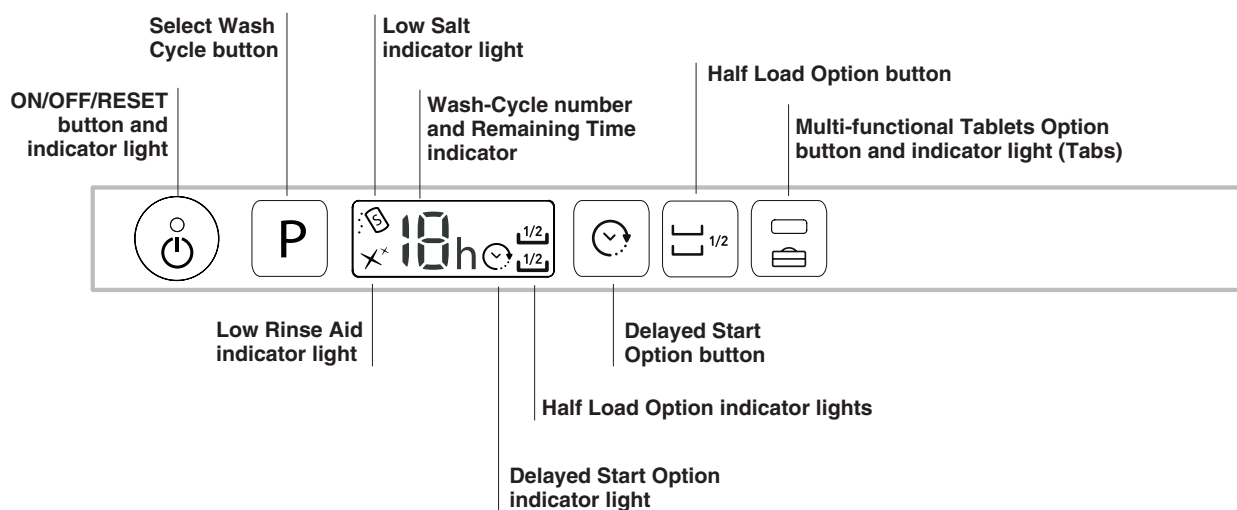 Select Wash
Cycle button
Low Salt
indicator light
Half Load Option button
ON/OFF/RESET
button and
indicator light
Wash-Cycle number
and Remaining Time
indicator
Multi-functional Tablets Option
button and indicator light (Tabs)
P
S
18h
1/2
1/2
1/2
Low Rinse Aid
indicator light
Delayed Start
Option button
Half Load Option indicator lights
Delayed Start Option
indicator light